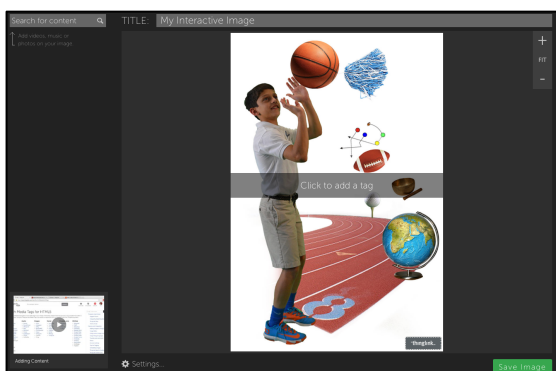 Search for content
TITLE: My Interactive Image
Add videos, music or
photos on your image
FIT
Click to add a tag
thinglink..
Adding Content
Settings..
Save Image